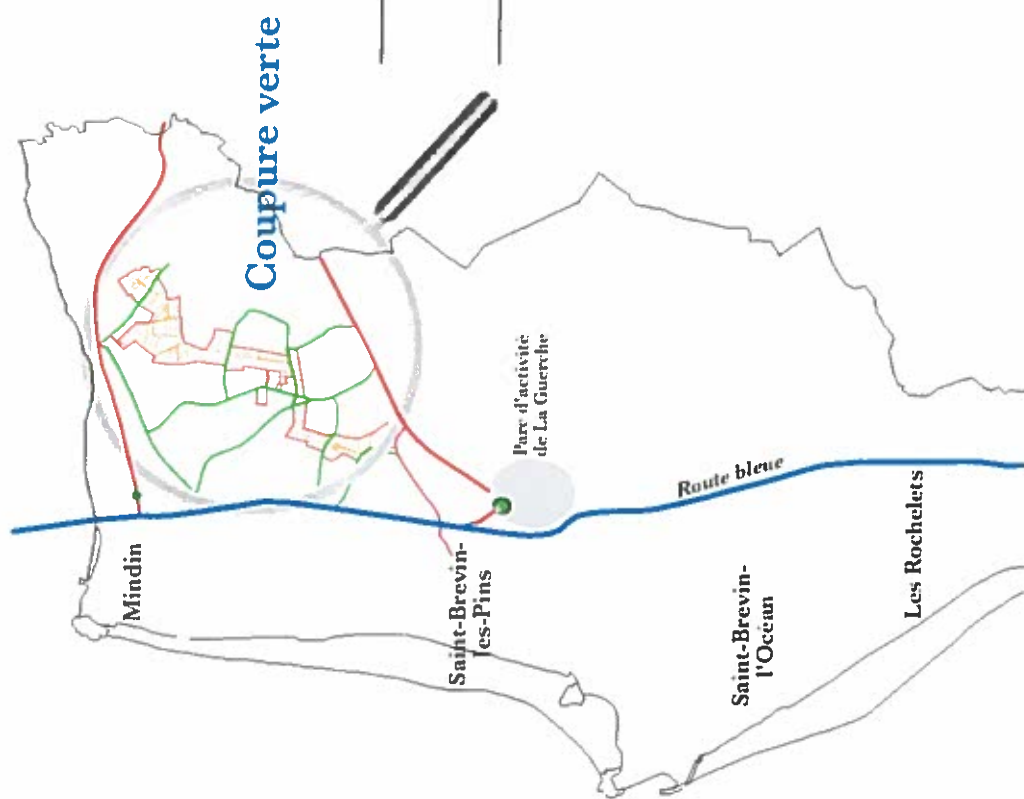 Coupure verte
Mindin
Saint-Brevin-
les-Pins
Parc d'activité
de La Guerche
Route bleue
Saint-Brevin-
l'Océan
Les Rochelets